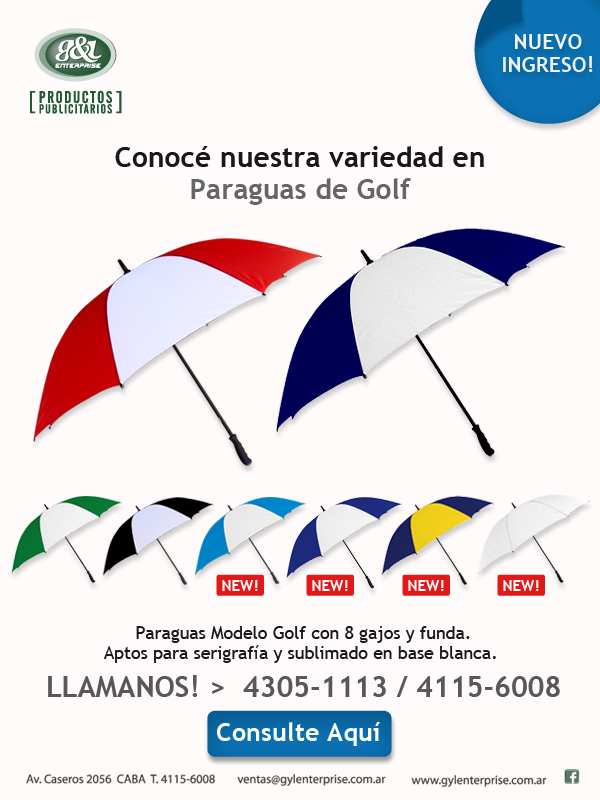 g&l
ENTERPRISE
[PRODUCTOS
PUBLICITARIOS]
NUEVO
INGRESO!
Conocé nuestra variedad en
Paraguas de Golf
NEW! NEW! NEW! NEW!
Paraguas Modelo Golf con 8 gajos y funda.
Aptos para serigrafía y sublimado en base blanca.
LLAMANOS! > 4305-1113 / 4115-6008
Consulte Aquí
Av. Caseros 2056 CABA T. 4115-6008 ventas@gylenterprise.com.ar www.gylenterprise.com.ar f